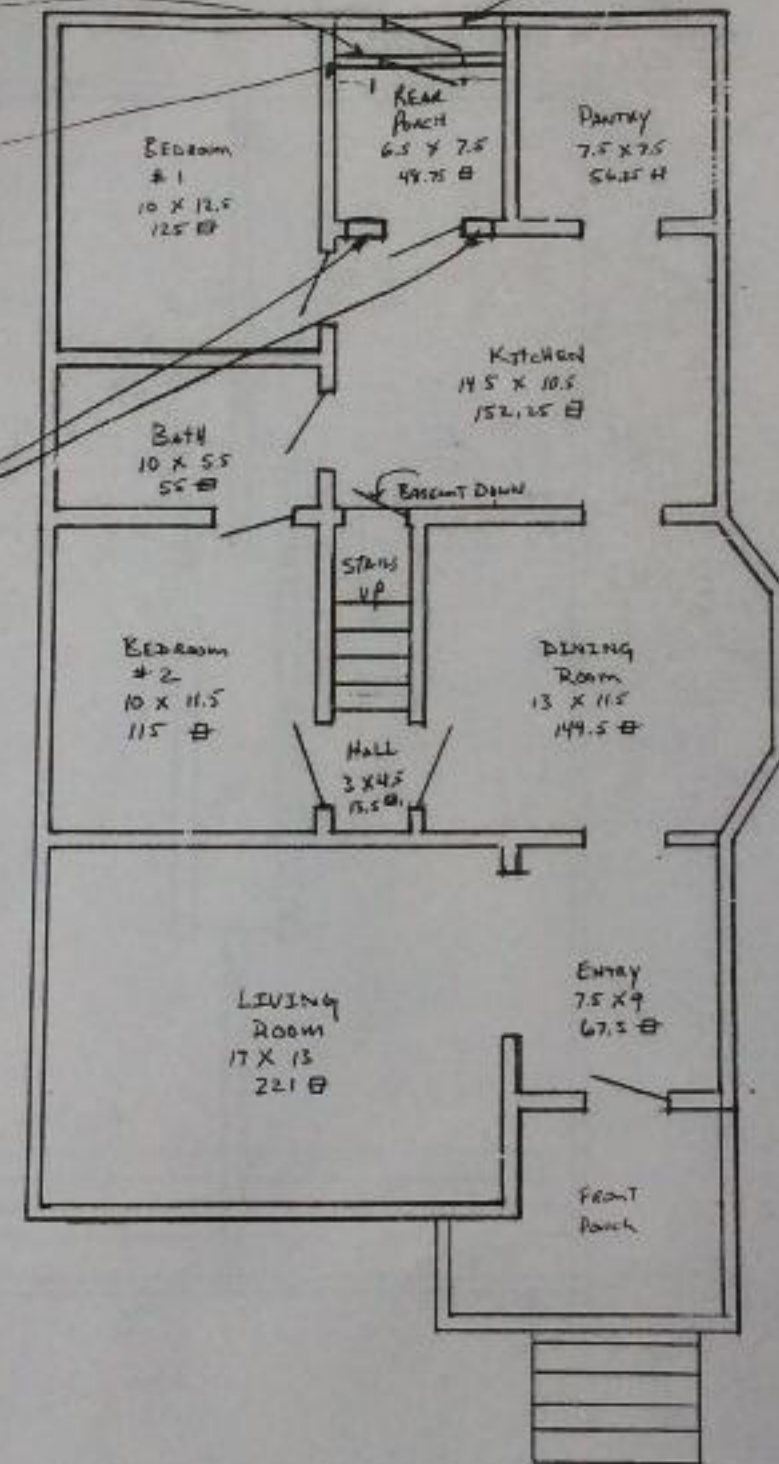 REAR
PORCH
6.5 X 7.5
48.75
PANTRY
7.5 X 7.5
56.25
BEDROOM
# 1
10 X 12.5
125
KITCHEN
14.5 X 10.5
152.25
BATH
10 X 5.5
55
BASEMT DOWN
STAIRS
UP
BEDROOM
# 2
10 X 11.5
115
DINING
ROOM
13 X 11.5
149.5
HALL
3 X 4.5
13.5
LIVING
ROOM
17 X 13
221
ENTRY
7.5 X 9
67.5
FRONT
PORCH